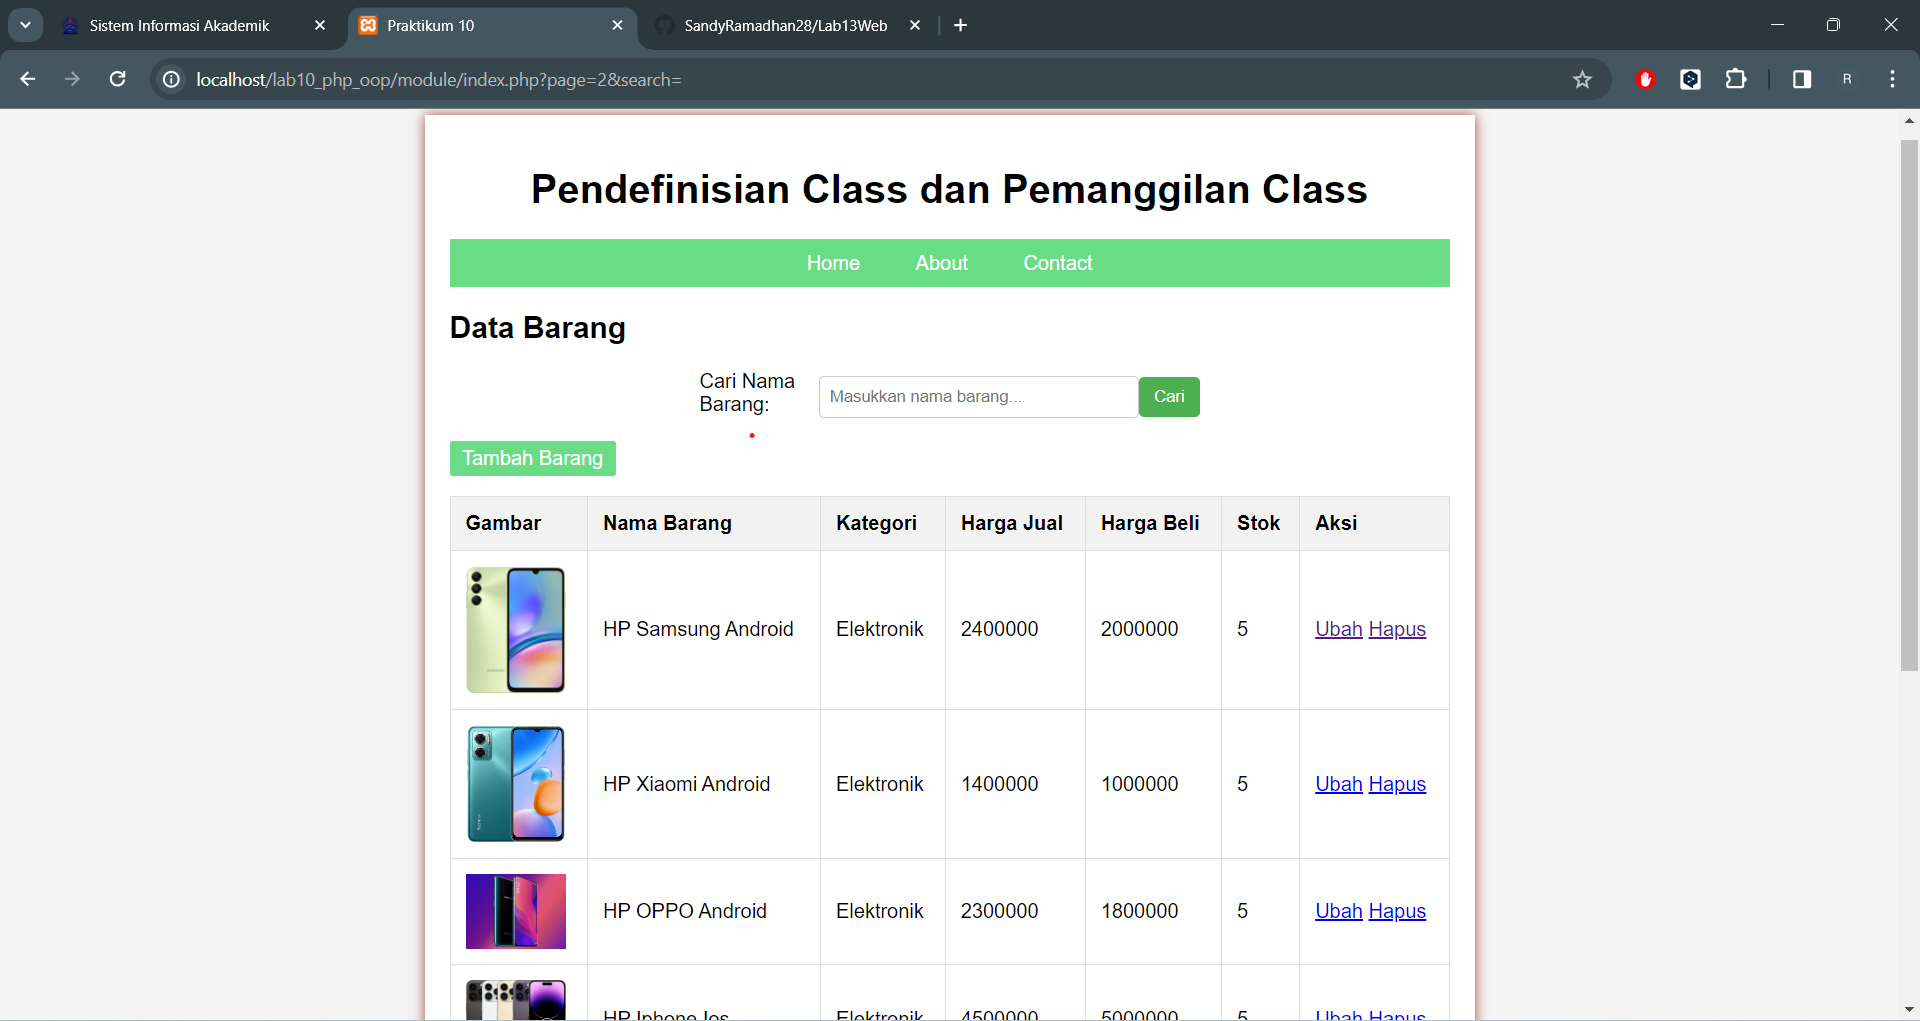 Sistem Informasi Akademik
Praktikum 10
SandyRamadhan28/Lab13Web
localhost/lab10_php_oop/module/index.php?page=2&search=
R
Pendefinisian Class dan Pemanggilan Class
Home About Contact
Data Barang
Cari Nama
Barang:
Masukkan nama barang...
Cari
Tambah Barang
Gambar Nama Barang Kategori Harga Jual Harga Beli Stok Aksi
HP Samsung Android Elektronik 2400000 2000000 5 Ubah Hapus
HP Xiaomi Android Elektronik 1400000 1000000 5 Ubah Hapus
HP OPPO Android Elektronik 2300000 1800000 5 Ubah Hapus
HP Iphone Ios Elektronik 4500000 5000000 5 Ubah Hapus